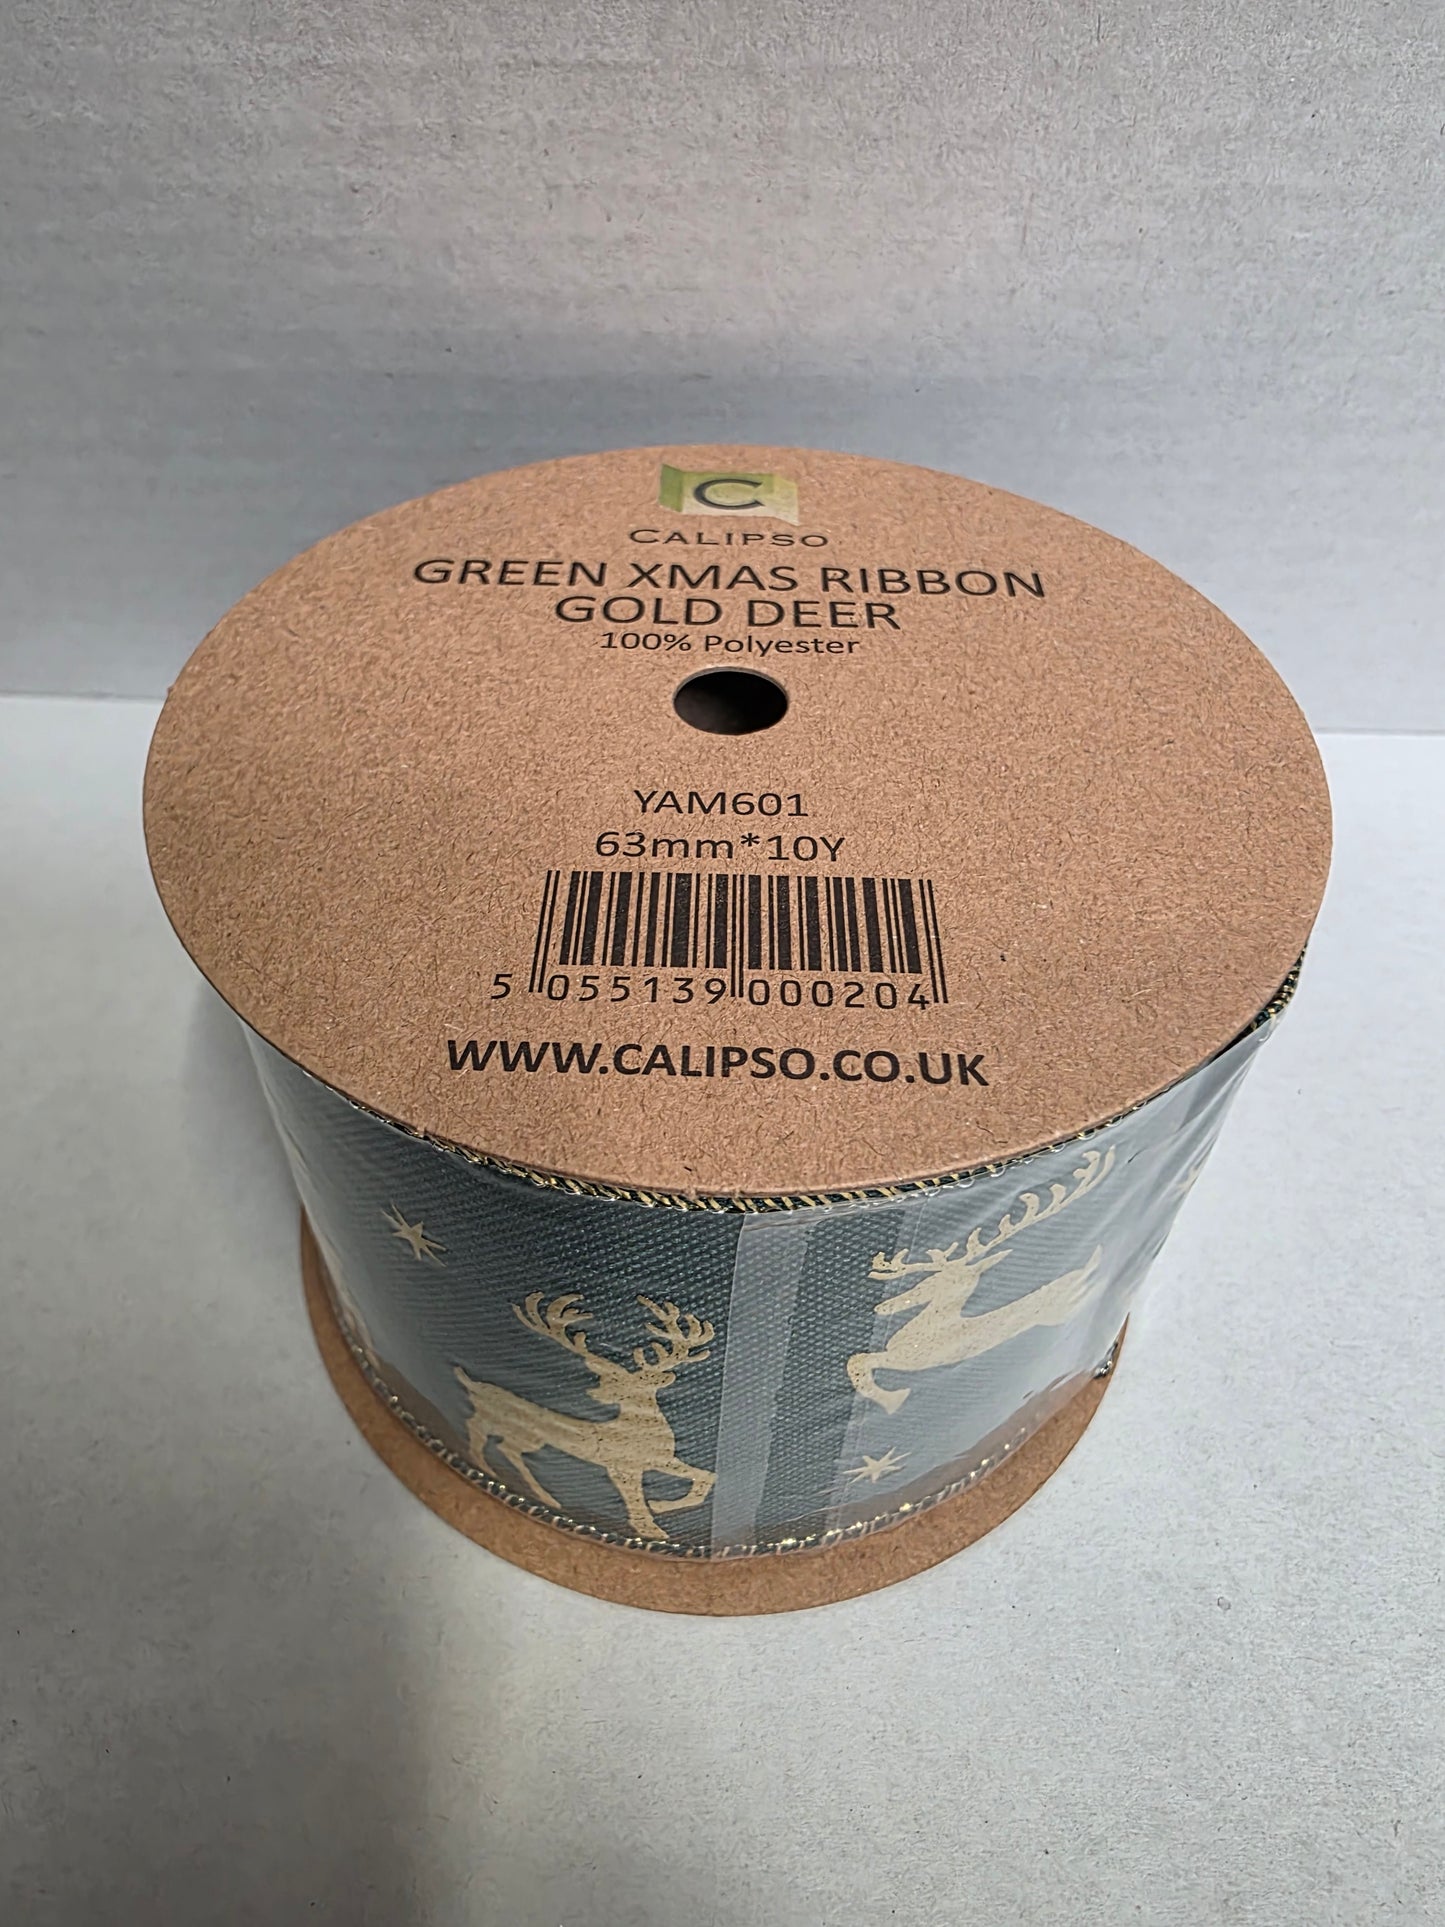 C
CALIPSO
GREEN XMAS RIBBON
GOLD DEER
100% Polyester
YAM601
63mm*10Y
5 055139 000204
WWW.CALIPSO.CO.UK